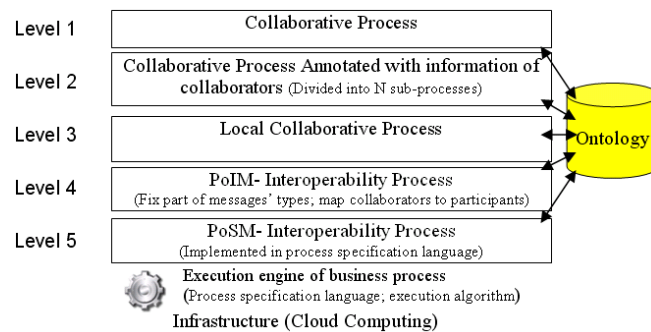 Level 1
Collaborative Process
Level 2
Collaborative Process Annotated with information of
collaborators (Divided into N sub-processes)
Level 3
Local Collaborative Process
Ontology
Level 4
PoIM- Interoperability Process
(Fix part of messages' types; map collaborators to participants)
Level 5
PoSM- Interoperability Process
(Implemented in process specification language)
Execution engine of business process
(Process specification language; execution algorithm)
Infrastructure (Cloud Computing)